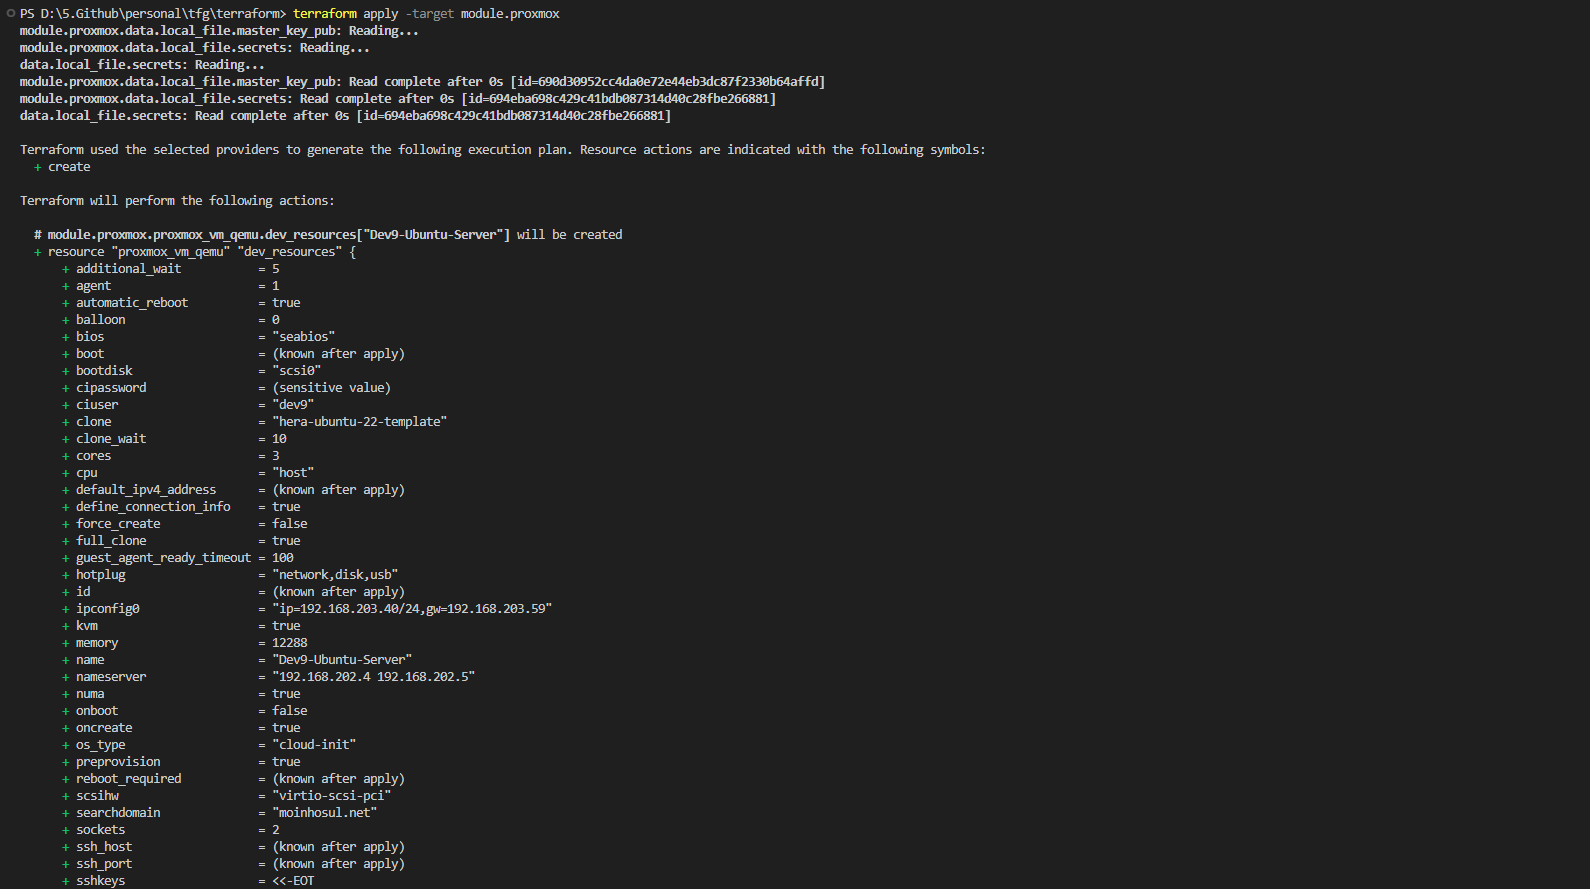 PS D:\5.Github\personal\tfg\terraform> terraform apply -target module.proxmox
module.proxmox.data.local_file.master_key_pub: Reading...
module.proxmox.data.local_file.secrets: Reading...
data.local_file.secrets: Reading...
module.proxmox.data.local_file.master_key_pub: Read complete after 0s [id=690d30952cc4da0e72e44eb3dc87f2330b64affd]
module.proxmox.data.local_file.secrets: Read complete after 0s [id=694eba698c429c41bdb087314d40c28fbe266881]
data.local_file.secrets: Read complete after 0s [id=694eba698c429c41bdb087314d40c28fbe266881]

Terraform used the selected providers to generate the following execution plan. Resource actions are indicated with the following symbols:
  + create

Terraform will perform the following actions:

  # module.proxmox.proxmox_vm_qemu.dev_resources["Dev9-Ubuntu-Server"] will be created
  + resource "proxmox_vm_qemu" "dev_resources" {
      + additional_wait           = 5
      + agent                     = 1
      + automatic_reboot          = true
      + balloon                   = 0
      + bios                      = "seabios"
      + boot                      = (known after apply)
      + bootdisk                  = "scsi0"
      + cipassword                = (sensitive value)
      + ciuser                    = "dev9"
      + clone                     = "hera-ubuntu-22-template"
      + clone_wait                = 10
      + cores                     = 3
      + cpu                       = "host"
      + default_ipv4_address      = (known after apply)
      + define_connection_info    = true
      + force_create              = false
      + full_clone                = true
      + guest_agent_ready_timeout = 100
      + hotplug                   = "network,disk,usb"
      + id                        = (known after apply)
      + ipconfig0                 = "ip=192.168.203.40/24,gw=192.168.203.59"
      + kvm                       = true
      + memory                    = 12288
      + name                      = "Dev9-Ubuntu-Server"
      + nameserver                = "192.168.202.4 192.168.202.5"
      + numa                      = true
      + onboot                    = false
      + oncreate                  = true
      + os_type                   = "cloud-init"
      + preprovision              = true
      + reboot_required           = (known after apply)
      + scsihw                    = "virtio-scsi-pci"
      + searchdomain              = "moinhosul.net"
      + sockets                   = 2
      + ssh_host                  = (known after apply)
      + ssh_port                  = (known after apply)
      + sshkeys                   = <<-EOT